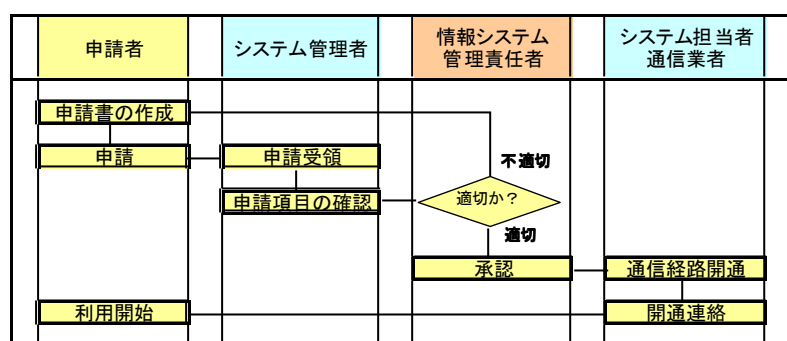 申請者
システム管理者
情報システム
管理責任者
システム担当者
通信業者
申請書の作成
申請
申請受領
不適切
申請項目の確認
適切か？
適切
承認
通信経路開通
利用開始
開通連絡